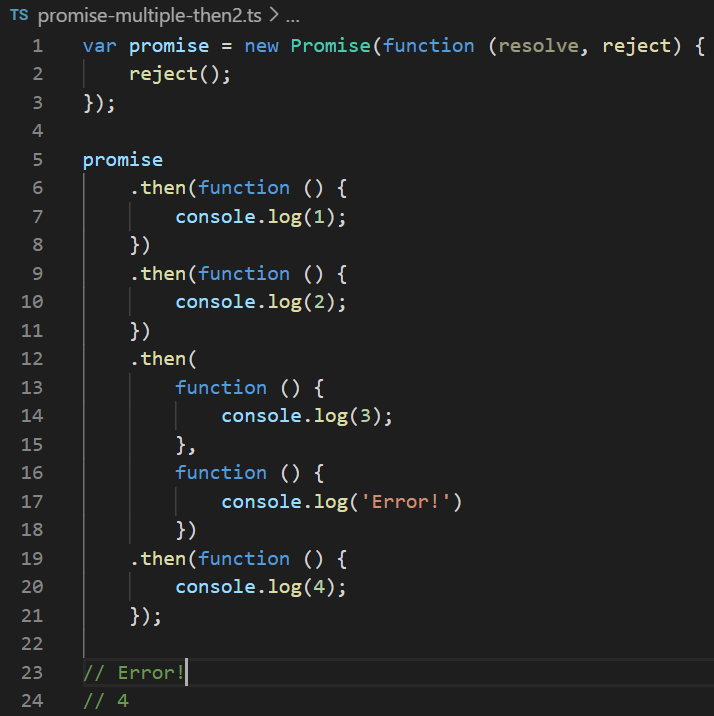 TS promise-multiple-then2.ts > ...
1 var promise = new Promise(function (resolve, reject) {
2     reject();
3 });
4
5 promise
6     .then(function () {
7         console.log(1);
8     })
9     .then(function () {
10         console.log(2);
11     })
12     .then(
13         function () {
14             console.log(3);
15         },
16         function () {
17             console.log('Error!')
18         })
19     .then(function () {
20         console.log(4);
21     });
22
23 // Error!
24 // 4